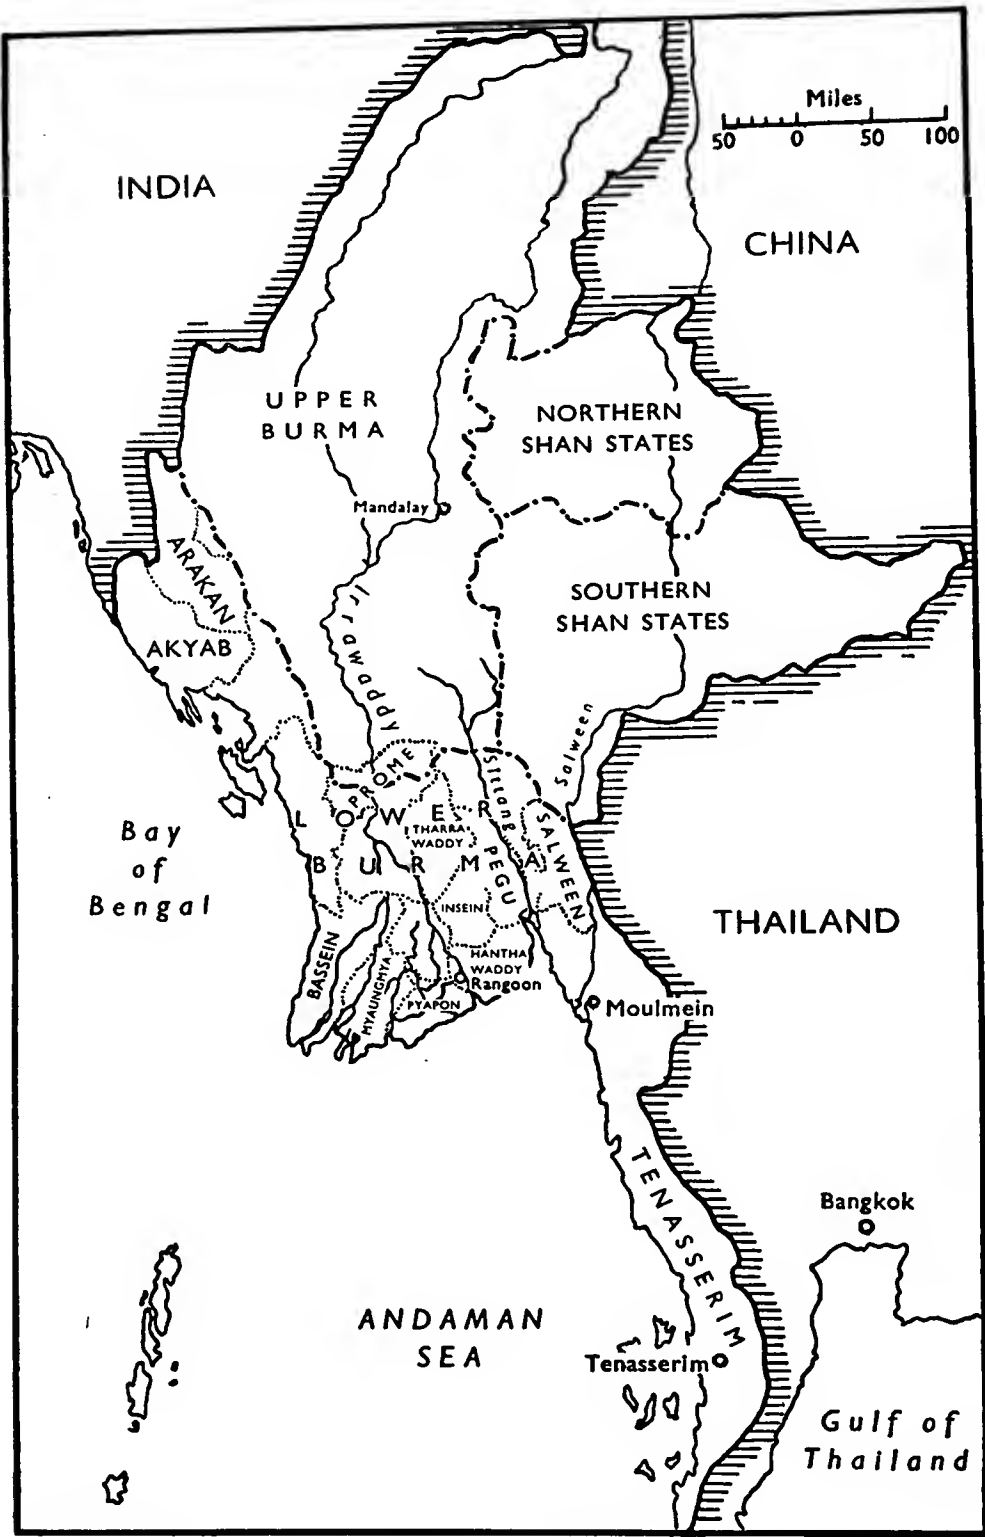 Miles
50 0 50 100
INDIA
CHINA
UPPER
BURMA
NORTHERN
SHAN STATES
Mandalay
ARAKAN
SOUTHERN
SHAN STATES
AKYAB
Irrawaddy
Salween
PROME
Sittang
LOWER
BURMA
THARRA
WADDY
SALWEEN
PEGU
Bay
of
Bengal
INSEIN
THAILAND
BASSEIN
MYAUNGMYA
HANTHA
WADDY
Rangoon
PYAPON
Moulmein
TENASSERIM
Bangkok
ANDAMAN
SEA
Tenasserim
Gulf of
Thailand